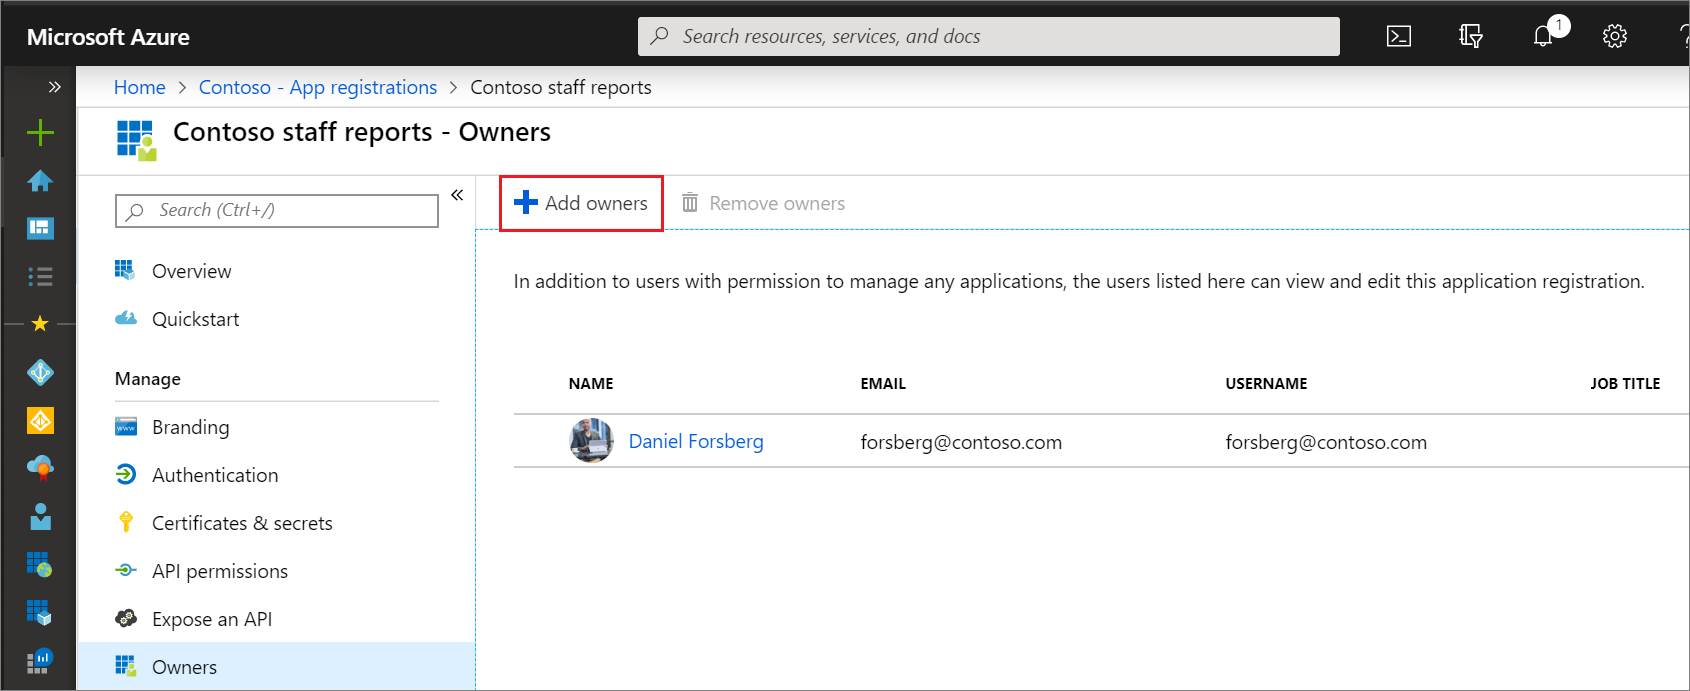 Microsoft Azure
Search resources, services, and docs
1
?
Home > Contoso - App registrations > Contoso staff reports
Contoso staff reports - Owners
Search (Ctrl+/)
Add owners
Remove owners
Overview
Quickstart
Manage
Branding
Authentication
Certificates & secrets
API permissions
Expose an API
Owners
In addition to users with permission to manage any applications, the users listed here can view and edit this application registration.
NAME EMAIL USERNAME JOB TITLE
Daniel Forsberg forsberg@contoso.com forsberg@contoso.com